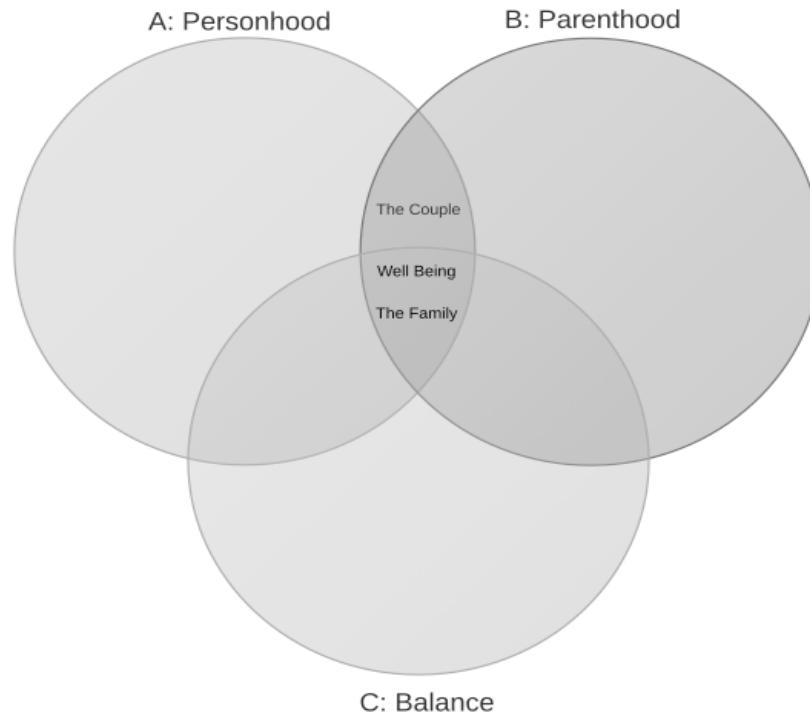 A: Personhood
B: Parenthood
The Couple
Well Being
The Family
C: Balance